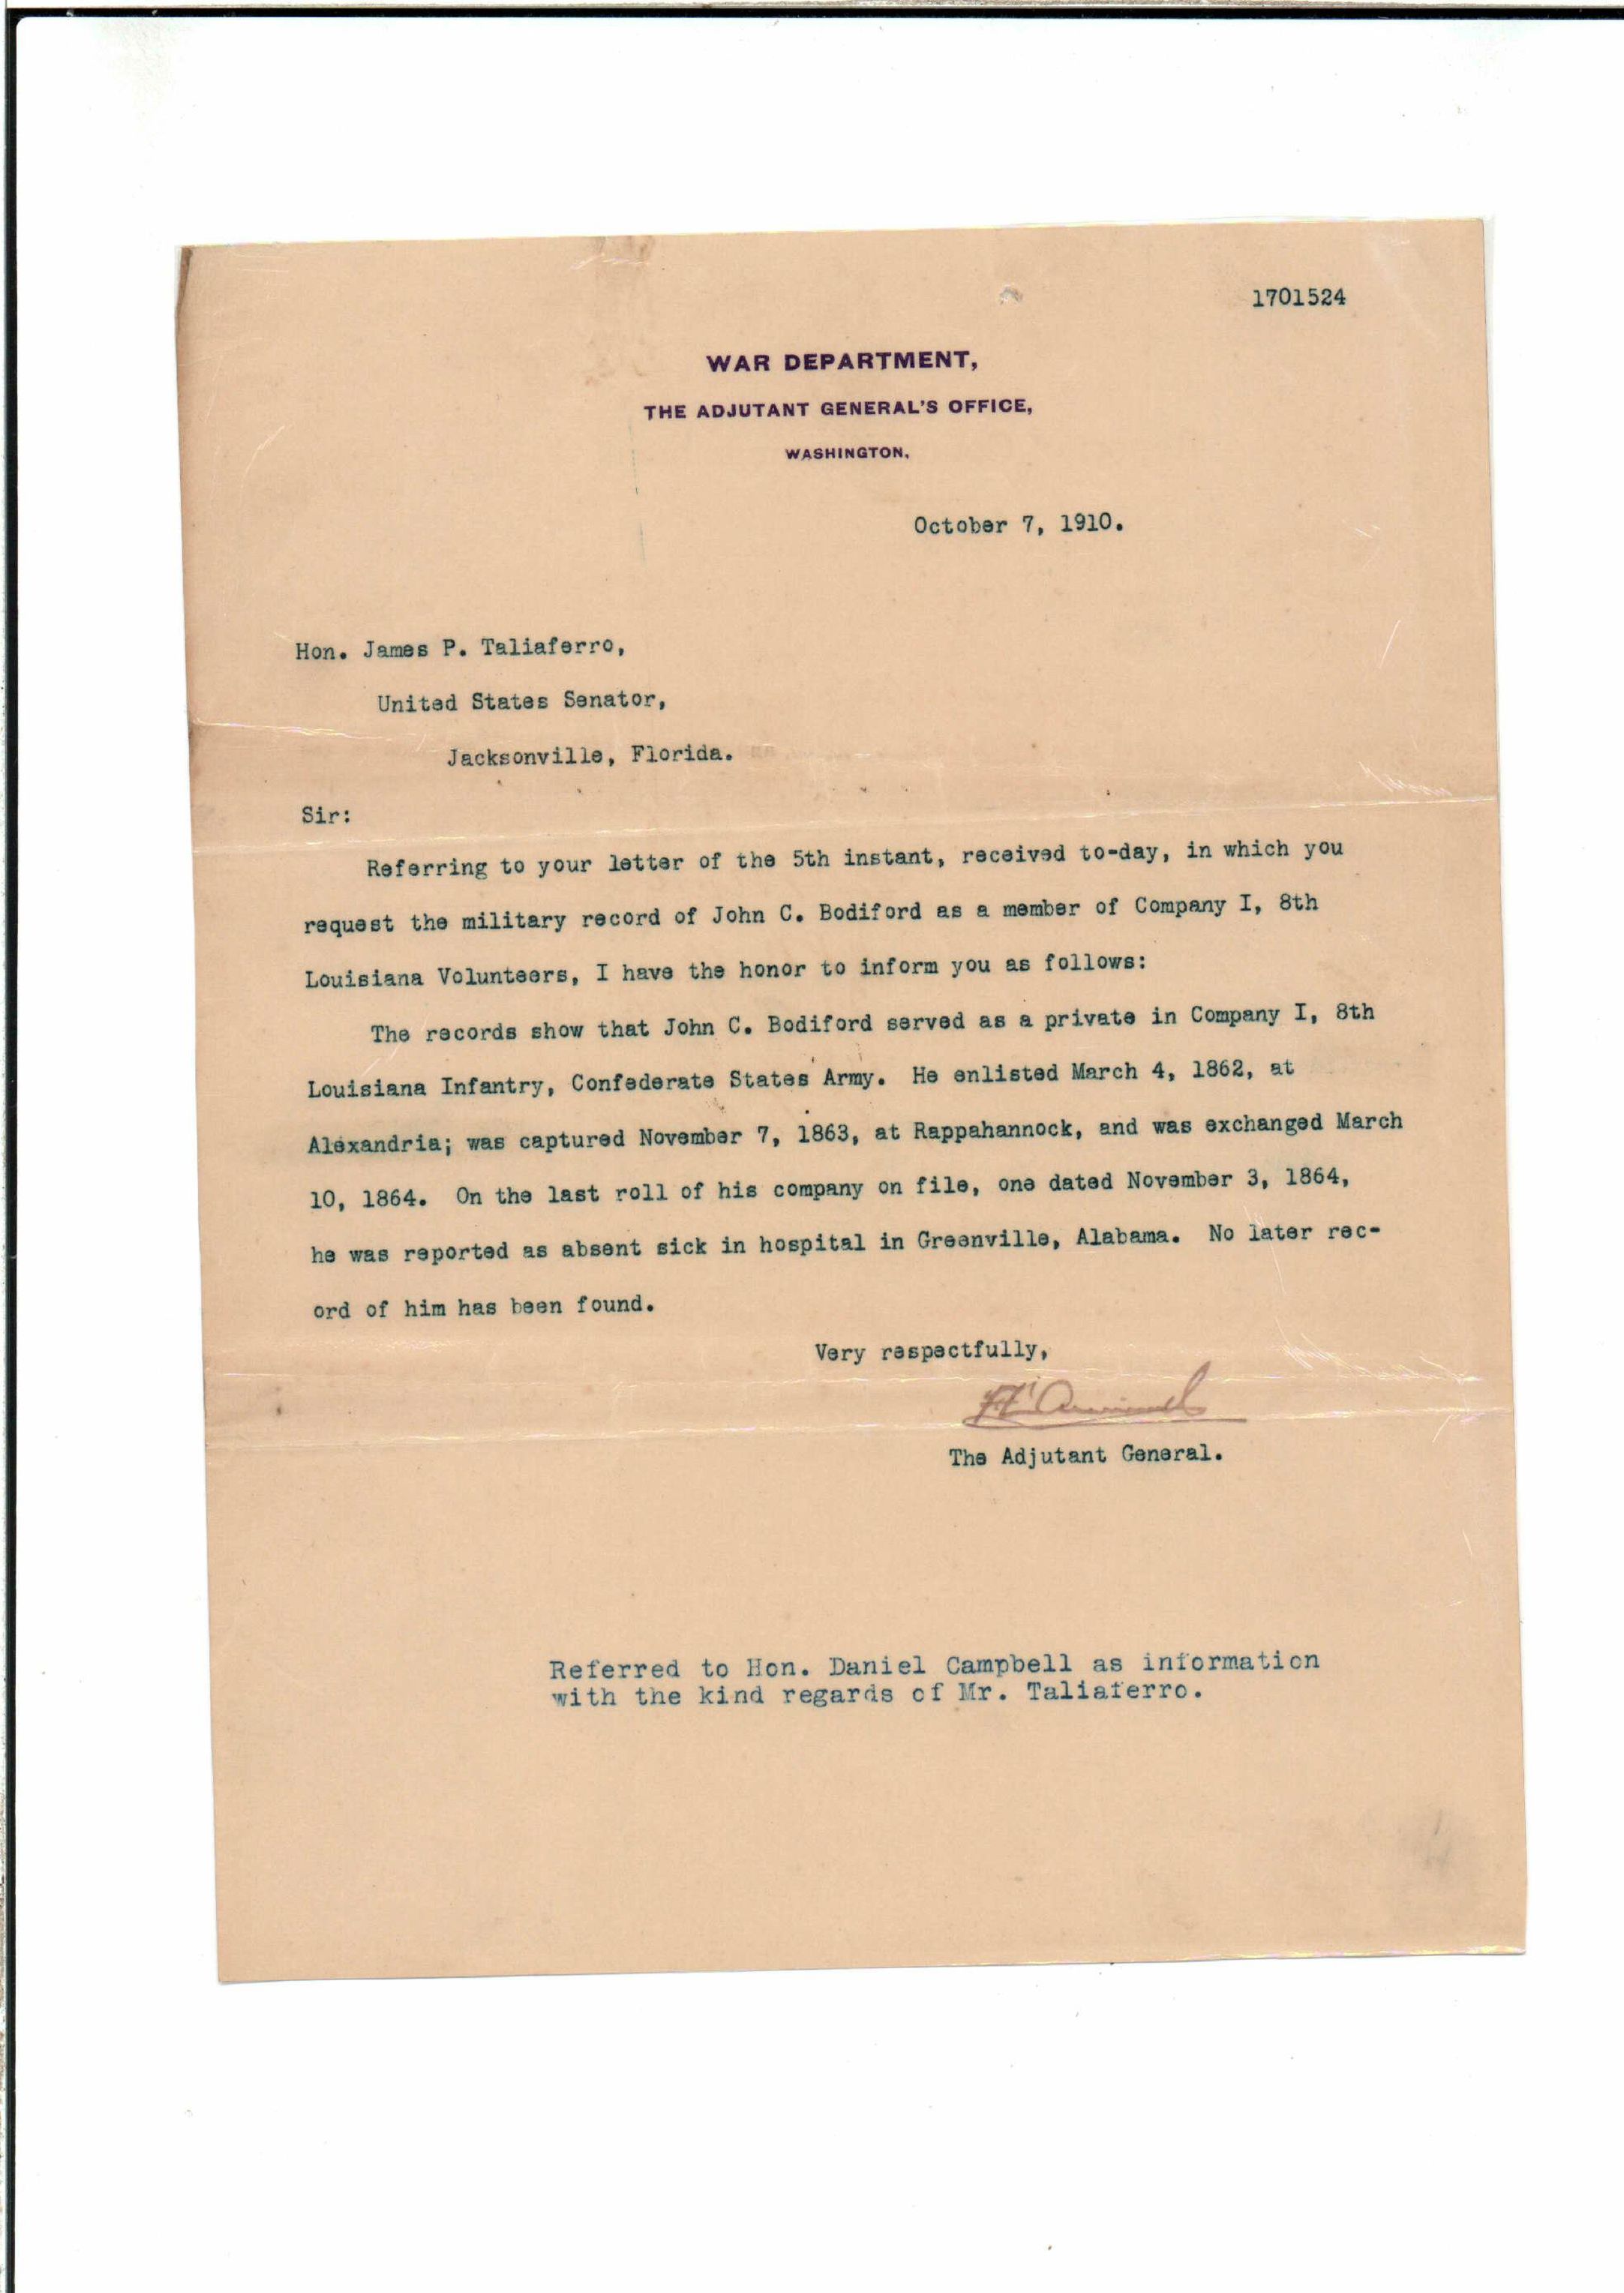 1701524
WAR DEPARTMENT,
THE ADJUTANT GENERAL'S OFFICE,
WASHINGTON.
October 7, 1910.
Hon. James P. Taliaferro,
United States Senator,
Jacksonville, Florida.
Sir:
Referring to your letter of the 5th instant, received to-day, in which you
request the military record of John C. Bodiford as a member of Company I, 8th
Louisiana Volunteers, I have the honor to inform you as follows:
The records show that John C. Bodiford served as a private in Company I, 8th
Louisiana Infantry, Confederate States Army. He enlisted March 4, 1862, at
Alexandria; was captured November 7, 1863, at Rappahannock, and was exchanged March
10, 1864. On the last roll of his company on file, one dated November 3, 1864,
he was reported as absent sick in hospital in Greenville, Alabama. No later rec-
ord of him has been found.
Very respectfully,
The Adjutant General.
Referred to Hon. Daniel Campbell as information
with the kind regards of Mr. Taliaferro.